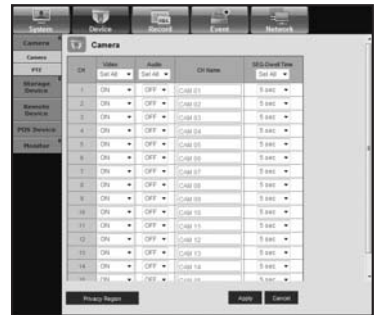 System Device Record Event Network
Camera
Camera
PTZ
Storage Device
Remote Device
POS Device
Monitor
Camera
CH Video Audio CH Name SEQ-Dwell Time
Set All Set All Set All
1 ON OFF CAM 01 5 sec
2 ON OFF CAM 02 5 sec
3 ON OFF CAM 03 5 sec
4 ON OFF CAM 04 5 sec
5 ON OFF CAM 05 5 sec
6 ON OFF CAM 06 5 sec
7 ON OFF CAM 07 5 sec
8 ON OFF CAM 08 5 sec
9 ON OFF CAM 09 5 sec
10 ON OFF CAM 10 5 sec
11 ON OFF CAM 11 5 sec
12 ON OFF CAM 12 5 sec
13 ON OFF CAM 13 5 sec
14 ON OFF CAM 14 5 sec
15 ON OFF 5 sec
Privacy Region Apply Cancel